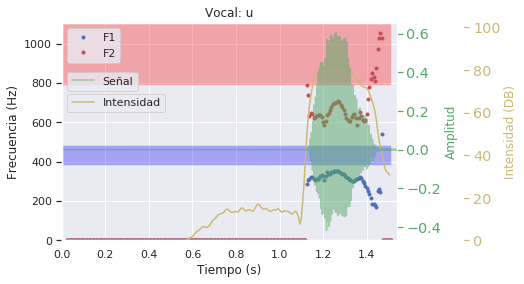 Vocal: u
F1
F2
Señal
Intensidad
Frecuencia (Hz)
0
200
400
600
800
1000
0.0
0.2
0.4
0.6
0.8
1.0
1.2
1.4
Tiempo (s)
Amplitud
0.6
0.4
0.2
0.0
−0.2
−0.4
Intensidad (DB)
100
80
60
40
20
0